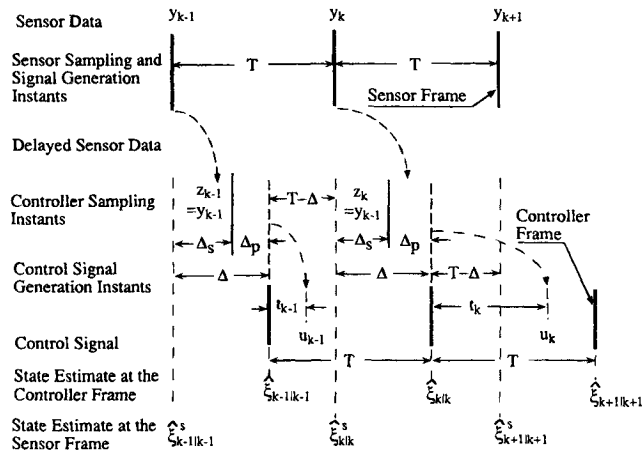 Sensor Data y_{k-1} y_k y_{k+1}
Sensor Sampling and
Signal Generation
Instants
T T
Sensor Frame
Delayed Sensor Data
Controller Sampling
Instants
z_{k-1}
=y_{k-1}
T-Δ
z_k
=y_{k-1}
Controller
Frame
Δ_s Δ_p Δ_s Δ_p
Control Signal
Generation Instants
Δ Δ T-Δ
t_{k-1} t_k
Control Signal
u_{k-1} u_k
T T
State Estimate at the
Controller Frame
ξ̂_{k-1|k-1} ξ̂_{k|k} ξ̂_{k+1|k+1}
State Estimate at the
Sensor Frame
ξ̂^s_{k-1|k-1} ξ̂^s_{k|k} ξ̂^s_{k+1|k+1}